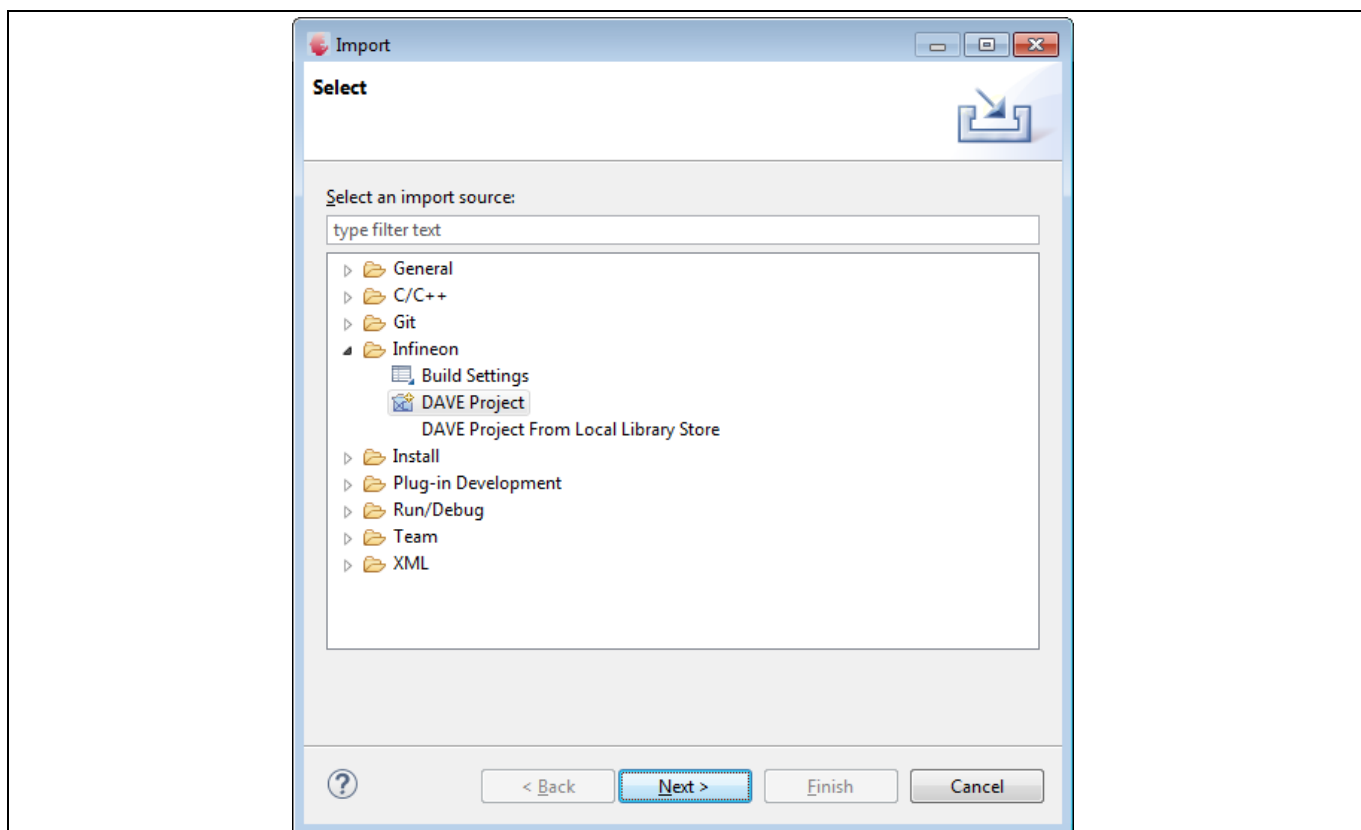 Import
Select
Select an import source:
type filter text
General
C/C++
Git
Infineon
Build Settings
DAVE Project
DAVE Project From Local Library Store
Install
Plug-in Development
Run/Debug
Team
XML
? < Back Next > Finish Cancel